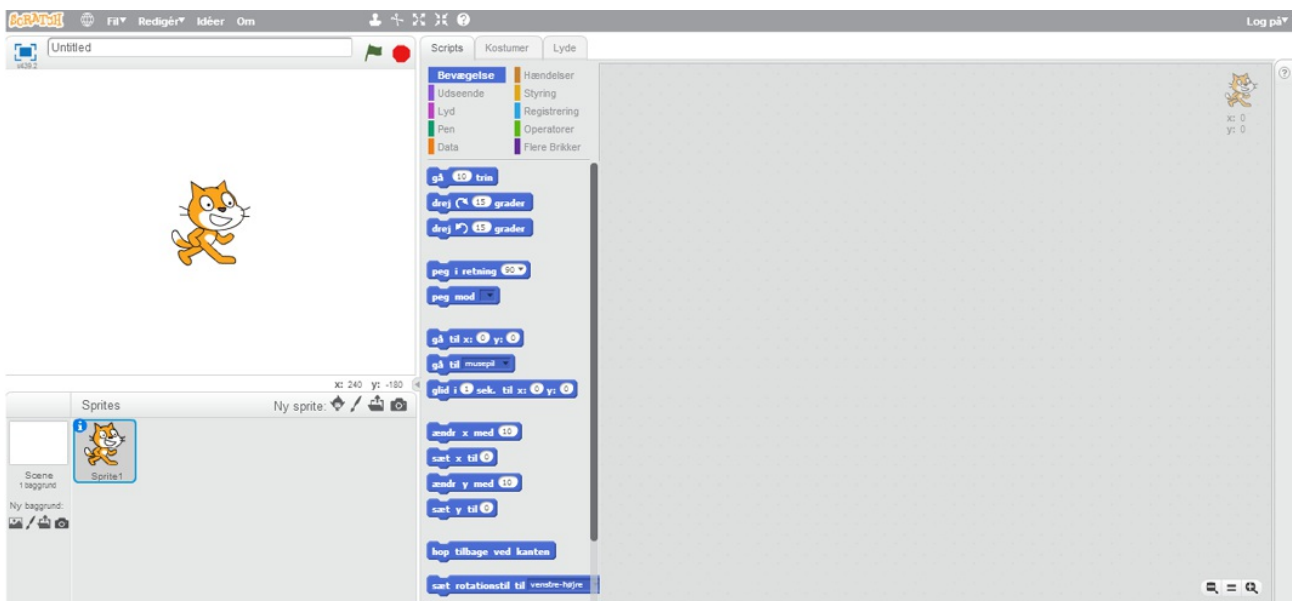 SCRATCH Fil Redigér Idéer Om Log på
Untitled
v439.2
x: 240 y: -180
Sprites Ny sprite:
Sprite1
Scene
1 baggrund
Ny baggrund:
Scripts Kostumer Lyde
Bevægelse Hændelser
Udseende Styring
Lyd Registrering
Pen Operatorer
Data Flere Brikker
gå 10 trin
drej 15 grader
drej 15 grader
peg i retning 90
peg mod
gå til x: 0 y: 0
gå til musepil
glid i 1 sek. til x: 0 y: 0
ændr x med 10
sæt x til 0
ændr y med 10
sæt y til 0
hop tilbage ved kanten
sæt rotationstil til venstre-højre
x: 0
y: 0